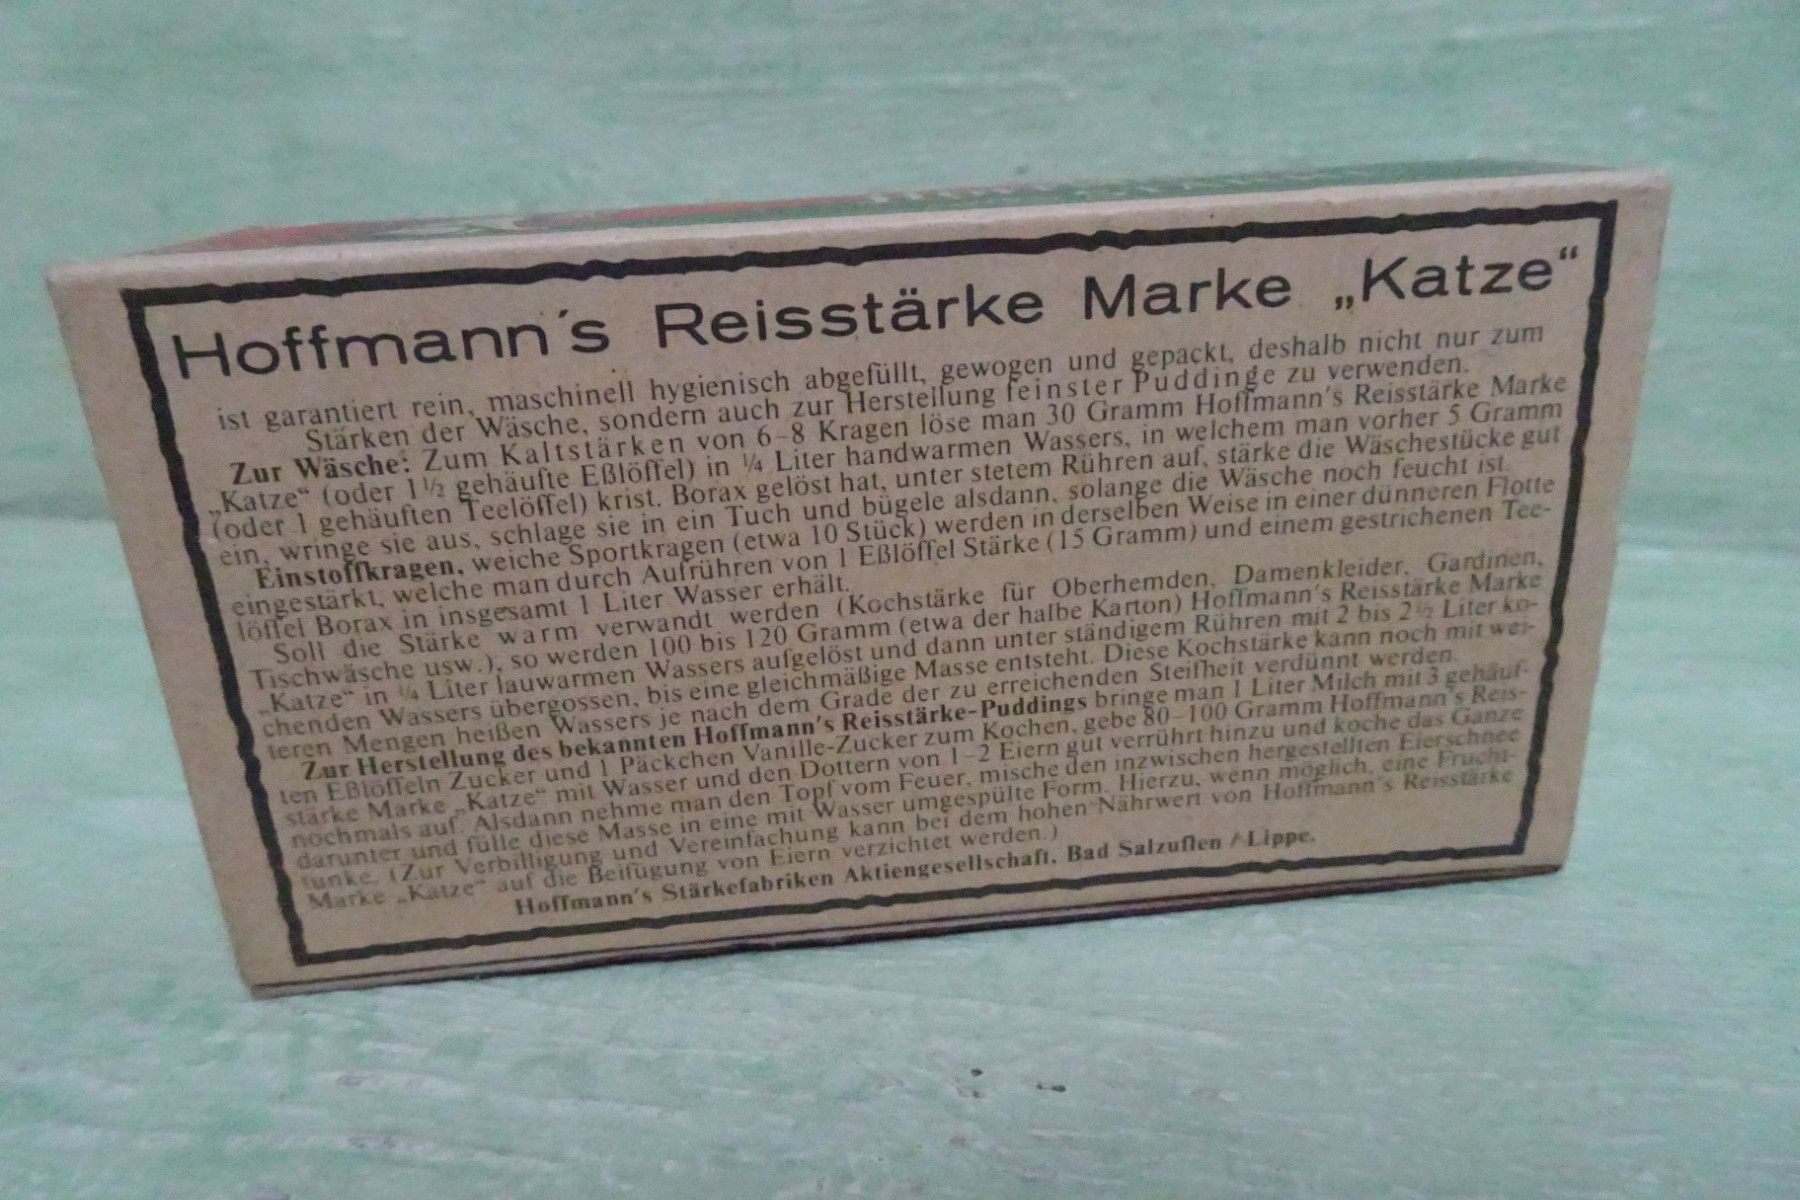 Hoffmann's Reisstärke Marke „Katze“
ist garantiert rein, maschinell hygienisch abgefüllt, gewogen und gepackt, deshalb nicht nur zum
Stärken der Wäsche, sondern auch zur Herstellung feinster Puddinge zu verwenden.
Zur Wäsche: Zum Kaltstärken von 6–8 Kragen löse man 30 Gramm Hoffmann's Reisstärke Marke
„Katze“ (oder 1½ gehäufte Eßlöffel) in ¼ Liter handwarmen Wassers, in welchem man vorher 5 Gramm
(oder 1 gehäuften Teelöffel) krist. Borax gelöst hat, unter stetem Rühren auf, stärke die Wäschestücke gut
ein, wringe sie aus, schlage sie in ein Tuch und bügele alsdann, solange die Wäsche noch feucht ist.
Einstoffkragen, weiche Sportkragen (etwa 10 Stück) werden in derselben Weise in einer dünneren Flotte
eingestärkt, welche man durch Aufrühren von 1 Eßlöffel Stärke (15 Gramm) und einem gestrichenen Tee-
löffel Borax in insgesamt 1 Liter Wasser erhält.
Soll die Stärke warm verwandt werden (Kochstärke für Oberhemden, Damenkleider, Gardinen,
Tischwäsche usw.), so werden 100 bis 120 Gramm (etwa der halbe Karton) Hoffmann's Reisstärke Marke
„Katze“ in ¼ Liter lauwarmen Wassers aufgelöst und dann unter ständigem Rühren mit 2 bis 2½ Liter ko-
chenden Wassers übergossen, bis eine gleichmäßige Masse entsteht. Diese Kochstärke kann noch mit wei-
teren Mengen heißen Wassers je nach dem Grade der zu erreichenden Steifheit verdünnt werden.
Zur Herstellung des bekannten Hoffmann's Reisstärke-Puddings bringe man 1 Liter Milch mit 3 gehäuf-
ten Eßlöffeln Zucker und 1 Päckchen Vanille-Zucker zum Kochen, gebe 80–100 Gramm Hoffmann's Reis-
stärke Marke „Katze“ mit Wasser und den Dottern von 1–2 Eiern gut verrührt hinzu und koche das Ganze
nochmals auf. Alsdann nehme man den Topf vom Feuer, mische den inzwischen hergestellten Eierschnee
darunter und fülle diese Masse in eine mit Wasser umgespülte Form. Hierzu, wenn möglich, eine Frucht-
tunke. (Zur Verbilligung und Vereinfachung kann bei dem hohen Nährwert von Hoffmann's Reisstärke
Marke „Katze“ auf die Beifügung von Eiern verzichtet werden.)
Hoffmann's Stärkefabriken Aktiengesellschaft, Bad Salzuflen / Lippe.